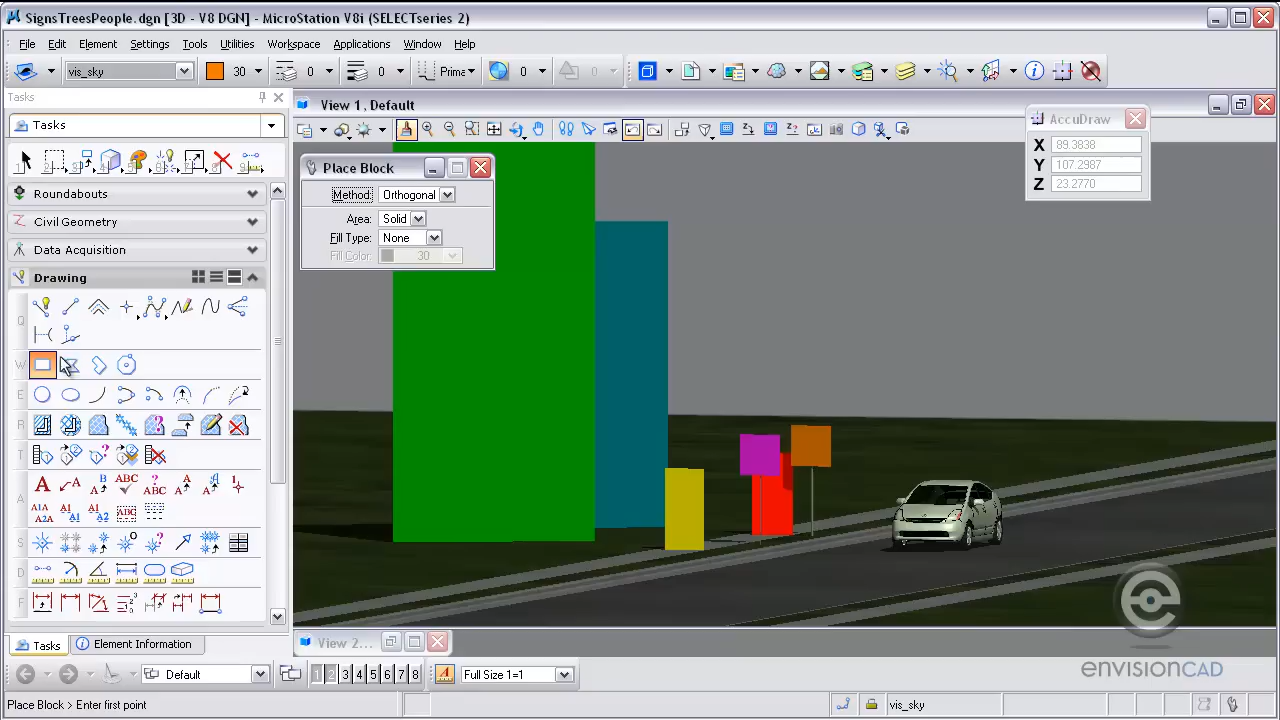 SignsTreesPeople.dgn [3D - V8 DGN] - MicroStation V8i (SELECTseries 2)
File Edit Element Settings Tools Utilities Workspace Applications Window Help
vis_sky 30 0 0 Prima 0 0
Tasks
View 1, Default
Tasks
AccuDraw
X 89.3838
Y 107.2987
Z 23.2770
Place Block
Method: Orthogonal
Area: Solid
Fill Type: None
Fill Color: 30
Roundabouts
Civil Geometry
Data Acquisition
Drawing
Q
W
E
R
T
A
S
D
F
View 2...
Tasks Element Information
Default 1 2 3 4 5 6 7 8 Full Size 1=1
Place Block > Enter first point
vis_sky
envisionCAD